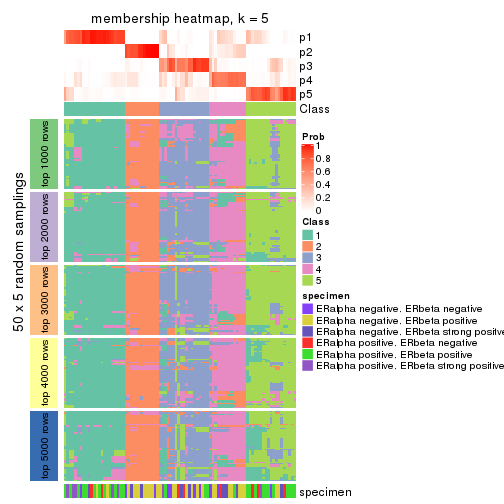 membership heatmap, k = 5
p1
p2
p3
p4
p5
Class
50 x 5 random samplings
top 1000 rows
top 2000 rows
top 3000 rows
top 4000 rows
top 5000 rows
Prob
1
0.8
0.6
0.4
0.2
0
Class
1
2
3
4
5
specimen
ERalpha negative. ERbeta negative
ERalpha negative. ERbeta positive
ERalpha negative. ERbeta strong positive
ERalpha positive. ERbeta negative
ERalpha positive. ERbeta positive
ERalpha positive. ERbeta strong positive
specimen